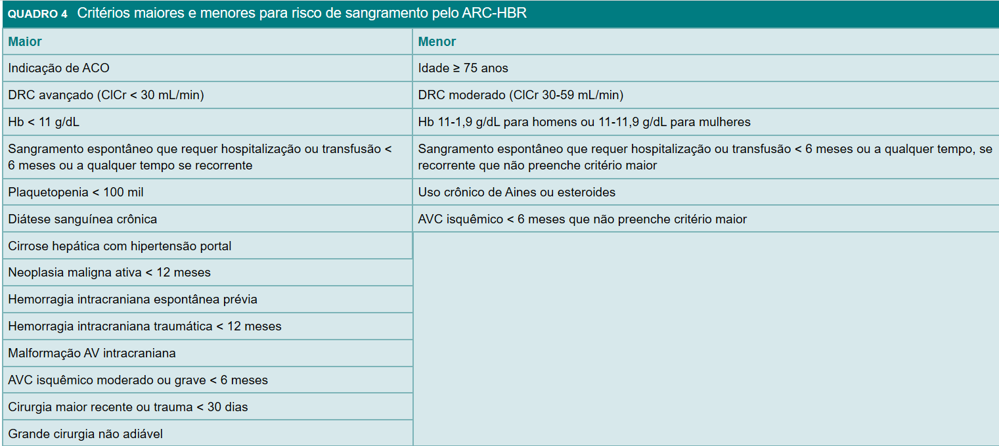 QUADRO 4 Critérios maiores e menores para risco de sangramento pelo ARC-HBR
Maior
Menor
Indicação de ACO
Idade ≥ 75 anos
DRC avançado (ClCr < 30 mL/min)
DRC moderado (ClCr 30-59 mL/min)
Hb < 11 g/dL
Hb 11-1,9 g/dL para homens ou 11-11,9 g/dL para mulheres
Sangramento espontâneo que requer hospitalização ou transfusão <
6 meses ou a qualquer tempo se recorrente
Sangramento espontâneo que requer hospitalização ou transfusão < 6 meses ou a qualquer tempo, se
recorrente que não preenche critério maior
Plaquetopenia < 100 mil
Uso crônico de Aines ou esteroides
Diátese sanguínea crônica
AVC isquêmico < 6 meses que não preenche critério maior
Cirrose hepática com hipertensão portal
Neoplasia maligna ativa < 12 meses
Hemorragia intracraniana espontânea prévia
Hemorragia intracraniana traumática < 12 meses
Malformação AV intracraniana
AVC isquêmico moderado ou grave < 6 meses
Cirurgia maior recente ou trauma < 30 dias
Grande cirurgia não adiável